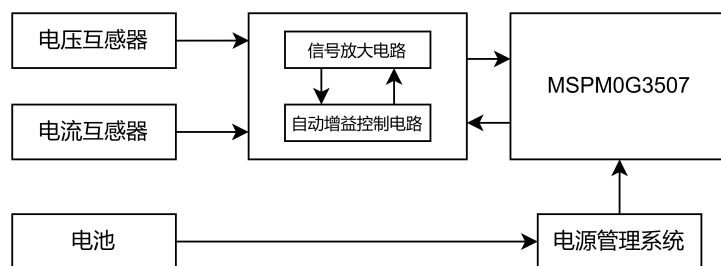 电压互感器
信号放大电路
MSPM0G3507
电流互感器
自动增益控制电路
电池
电源管理系统